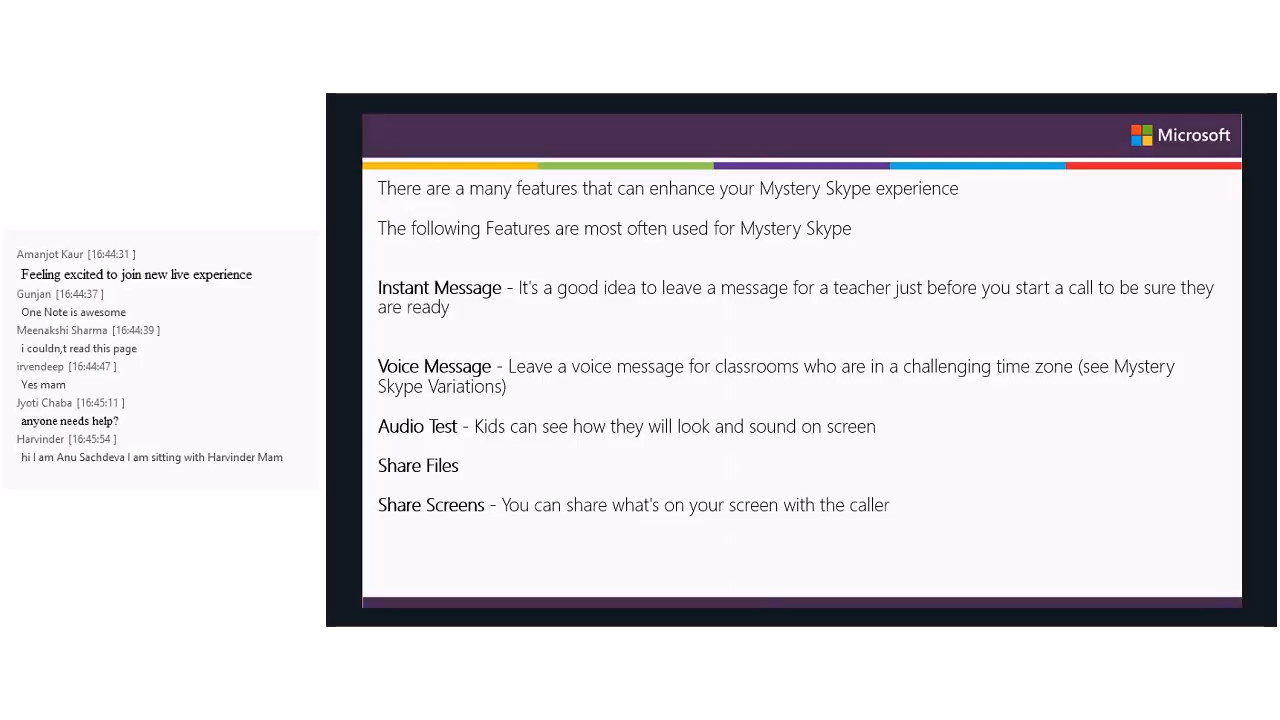 Amanjot Kaur [16:44:31 ]
Feeling excited to join new live experience
Gunjan [16:44:37 ]
One Note is awesome
Meenakshi Sharma [16:44:39 ]
i couldn,t read this page
irvendeep [16:44:47 ]
Yes mam
Jyoti Chaba [16:45:11 ]
anyone needs help?
Harvinder [16:45:54 ]
hi I am Anu Sachdeva I am sitting with Harvinder Mam
Microsoft
There are a many features that can enhance your Mystery Skype experience
The following Features are most often used for Mystery Skype
Instant Message - It's a good idea to leave a message for a teacher just before you start a call to be sure they
are ready
Voice Message - Leave a voice message for classrooms who are in a challenging time zone (see Mystery
Skype Variations)
Audio Test - Kids can see how they will look and sound on screen
Share Files
Share Screens - You can share what's on your screen with the caller